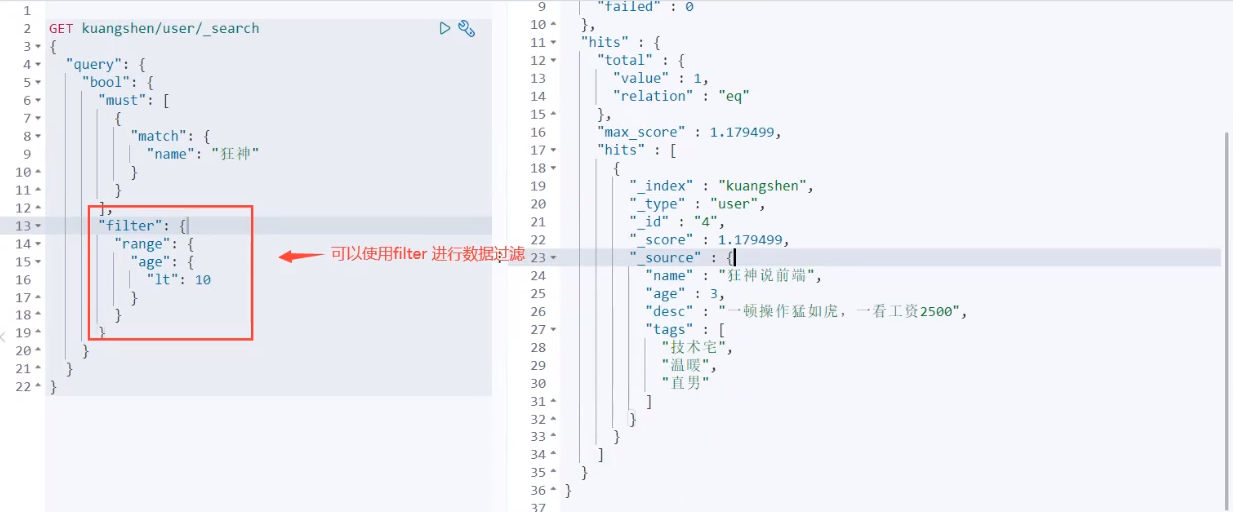 1
2 GET kuangshen/user/_search
3 {
4 "query": {
5 "bool": {
6 "must": [
7 {
8 "match": {
9 "name": "狂神"
10 }
11 }
12 ],
13 "filter": {
14 "range": {
15 "age": {
16 "lt": 10
17 }
18 }
19 }
20 }
21 }
22 }
可以使用filter 进行数据过滤
9 "failed" : 0
10 },
11 "hits" : {
12 "total" : {
13 "value" : 1,
14 "relation" : "eq"
15 },
16 "max_score" : 1.179499,
17 "hits" : [
18 {
19 "_index" : "kuangshen",
20 "_type" : "user",
21 "_id" : "4",
22 "_score" : 1.179499,
23 "_source" : {
24 "name" : "狂神说前端",
25 "age" : 3,
26 "desc" : "一顿操作猛如虎，一看工资2500",
27 "tags" : [
28 "技术宅",
29 "温暖",
30 "直男"
31 ]
32 }
33 }
34 ]
35 }
36 }
37